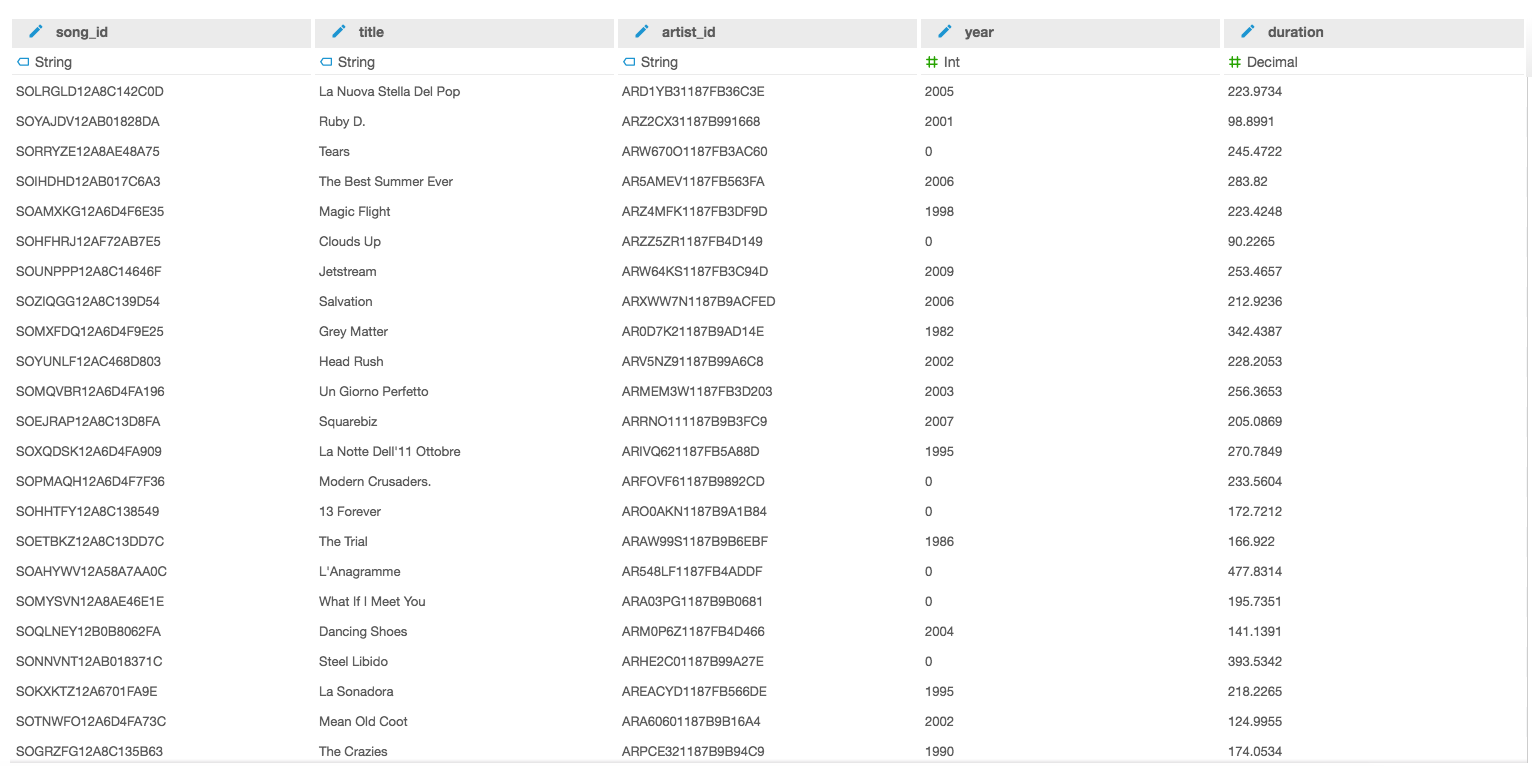 song_id title artist_id year duration
String String String Int Decimal
SOLRGLD12A8C142C0D La Nuova Stella Del Pop ARD1YB31187FB36C3E 2005 223.9734
SOYAJDV12AB01828DA Ruby D. ARZ2CX31187B991668 2001 98.8991
SORRYZE12A8AE48A75 Tears ARW670O1187FB3AC60 0 245.4722
SOIHDHD12AB017C6A3 The Best Summer Ever AR5AMEV1187FB563FA 2006 283.82
SOAMXKG12A6D4F6E35 Magic Flight ARZ4MFK1187FB3DF9D 1998 223.4248
SOHFHRJ12AF72AB7E5 Clouds Up ARZZ5ZR1187FB4D149 0 90.2265
SOUNPPP12A8C14646F Jetstream ARW64KS1187FB3C94D 2009 253.4657
SOZIQGG12A8C139D54 Salvation ARXWW7N1187B9ACFED 2006 212.9236
SOMXFDQ12A6D4F9E25 Grey Matter AR0D7K21187B9AD14E 1982 342.4387
SOYUNLF12AC468D803 Head Rush ARV5NZ91187B99A6C8 2002 228.2053
SOMQVBR12A6D4FA196 Un Giorno Perfetto ARMEM3W1187FB3D203 2003 256.3653
SOEJRAP12A8C13D8FA Squarebiz ARRNO111187B9B3FC9 2007 205.0869
SOXQDSK12A6D4FA909 La Notte Dell'11 Ottobre ARIVQ621187FB5A88D 1995 270.7849
SOPMAQH12A6D4F7F36 Modern Crusaders. ARFOVF61187B9892CD 0 233.5604
SOHHTFY12A8C138549 13 Forever ARO0AKN1187B9A1B84 0 172.7212
SOETBKZ12A8C13DD7C The Trial ARAW99S1187B9B6EBF 1986 166.922
SOAHYWV12A58A7AA0C L'Anagramme AR548LF1187FB4ADDF 0 477.8314
SOMYSVN12A8AE46E1E What If I Meet You ARA03PG1187B9B0681 0 195.7351
SOQLNEY12B0B8062FA Dancing Shoes ARM0P6Z1187FB4D466 2004 141.1391
SONNVNT12AB018371C Steel Libido ARHE2C01187B99A27E 0 393.5342
SOKXKTZ12A6701FA9E La Sonadora AREACYD1187FB566DE 1995 218.2265
SOTNWFO12A6D4FA73C Mean Old Coot ARA60601187B9B16A4 2002 124.9955
SOGRZFG12A8C135B63 The Crazies ARPCE321187B9B94C9 1990 174.0534